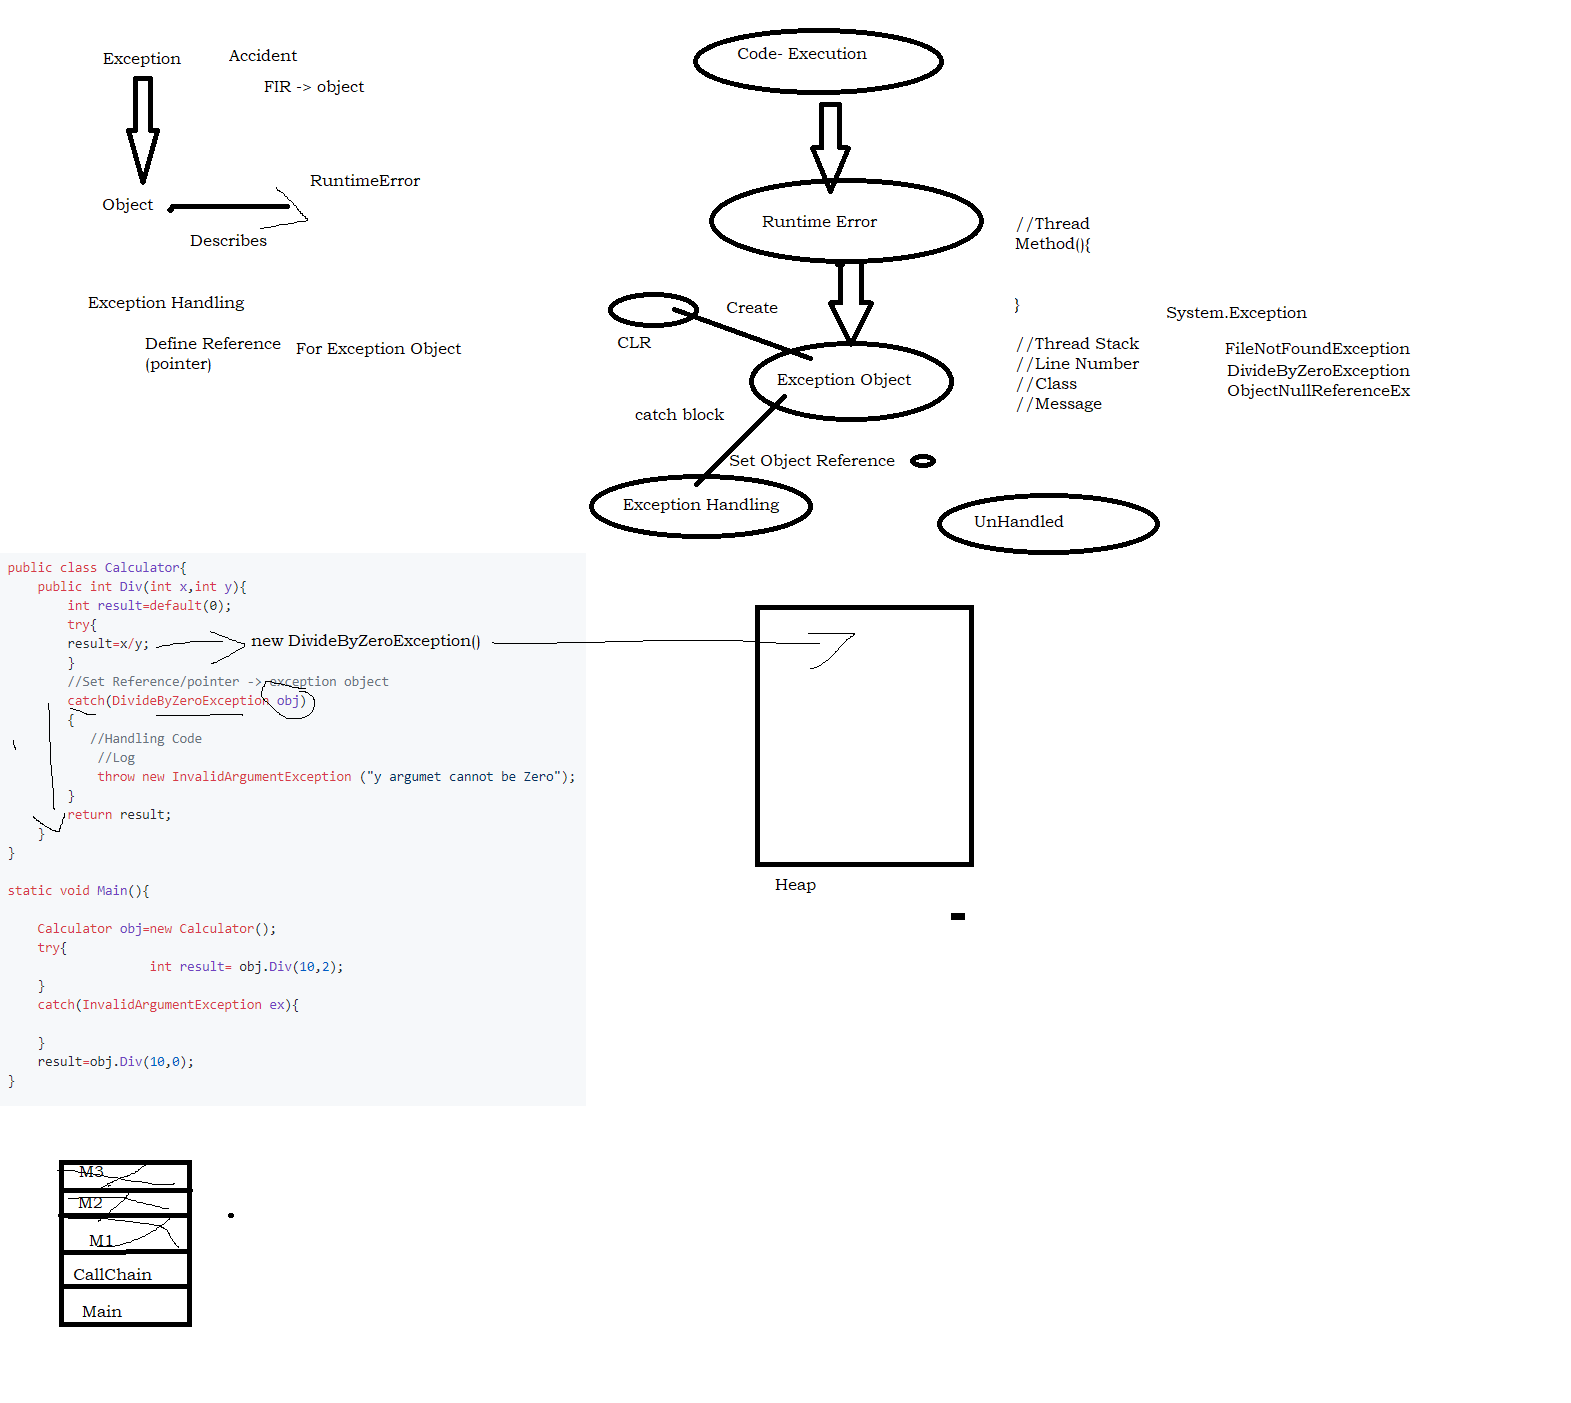 Exception
Accident
FIR -> object
Object
RuntimeError
Describes
Exception Handling
Define Reference
(pointer)
For Exception Object
Code- Execution
Runtime Error
//Thread
Method(){
}
Create
CLR
Exception Object
//Thread Stack
//Line Number
//Class
//Message
System.Exception
FileNotFoundException
DivideByZeroException
ObjectNullReferenceEx
catch block
Set Object Reference
Exception Handling
UnHandled
public class Calculator{
public int Div(int x,int y){
int result=default(0);
try{
result=x/y;
new DivideByZeroException()
}
//Set Reference/pointer -> exception object
catch(DivideByZeroException obj)
{
//Handling Code
//Log
throw new InvalidArgumentException ("y argumet cannot be Zero");
}
return result;
}
}
static void Main(){
Calculator obj=new Calculator();
try{
int result= obj.Div(10,2);
}
catch(InvalidArgumentException ex){
}
result=obj.Div(10,0);
}
Heap
M3
M2
M1
CallChain
Main